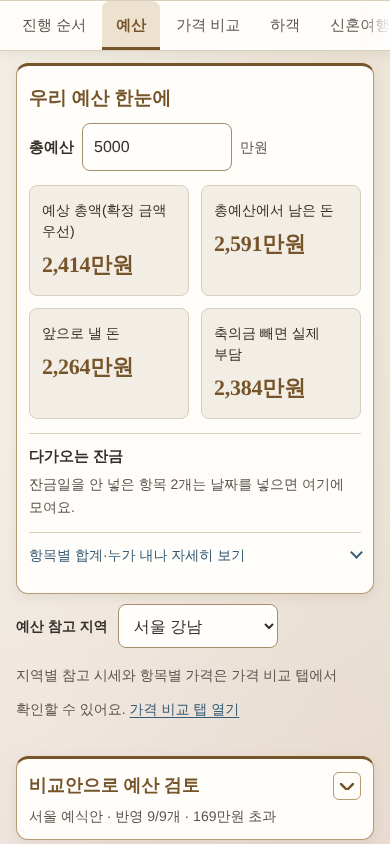 진행 순서 예산 가격 비교 하객 신혼여행
우리 예산 한눈에
총예산 5000 만원
예상 총액(확정 금액
우선)
2,414만원
총예산에서 남은 돈
2,591만원
앞으로 낼 돈
2,264만원
축의금 빼면 실제
부담
2,384만원
다가오는 잔금
잔금일을 안 넣은 항목 2개는 날짜를 넣으면 여기에
모여요.
항목별 합계·누가 내나 자세히 보기
예산 참고 지역 서울 강남
지역별 참고 시세와 항목별 가격은 가격 비교 탭에서
확인할 수 있어요. 가격 비교 탭 열기
비교안으로 예산 검토
서울 예식안 · 반영 9/9개 · 169만원 초과